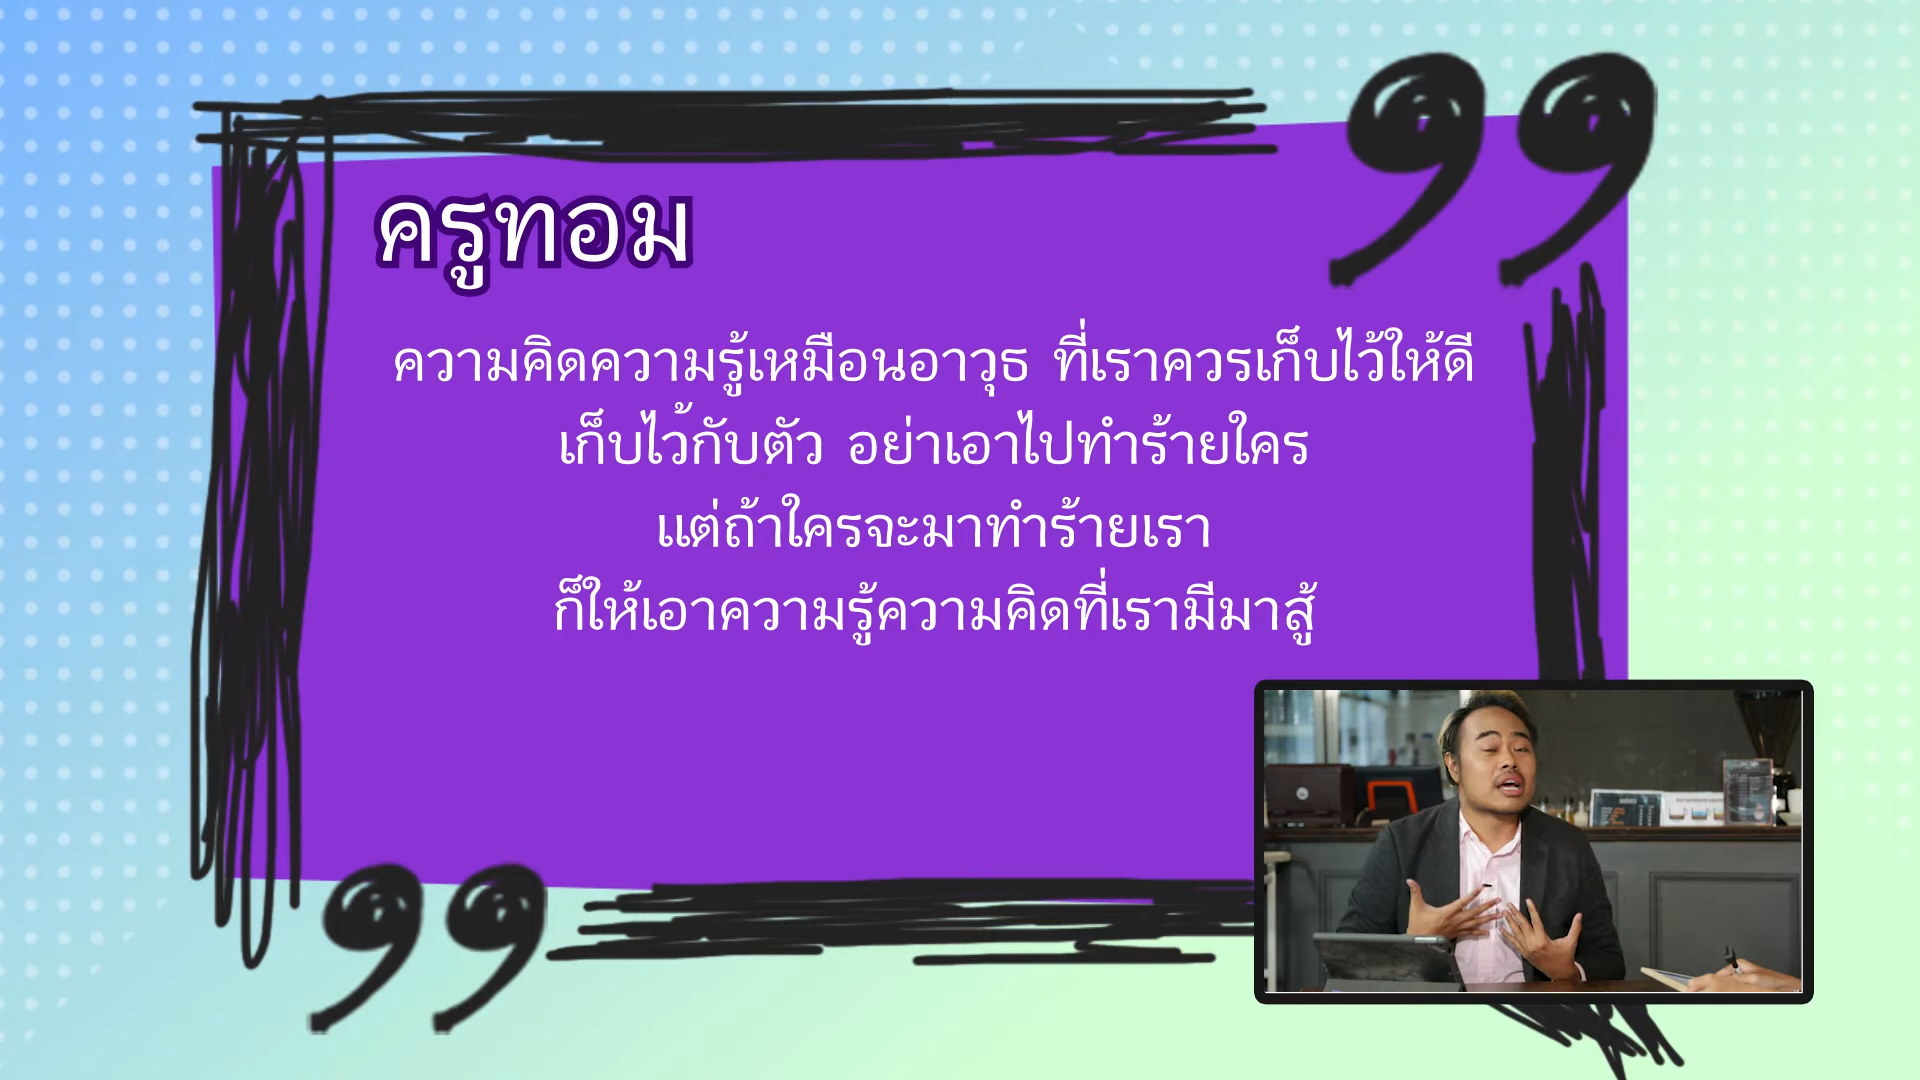 ครูทอม
ความคิดความรู้เหมือนอาวุธ ที่เราควรเก็บไว้ให้ดี
เก็บไว้กับตัว อย่าเอาไปทำร้ายใคร
แต่ถ้าใครจะมาทำร้ายเรา
ก็ให้เอาความรู้ความคิดที่เรามีมาสู้